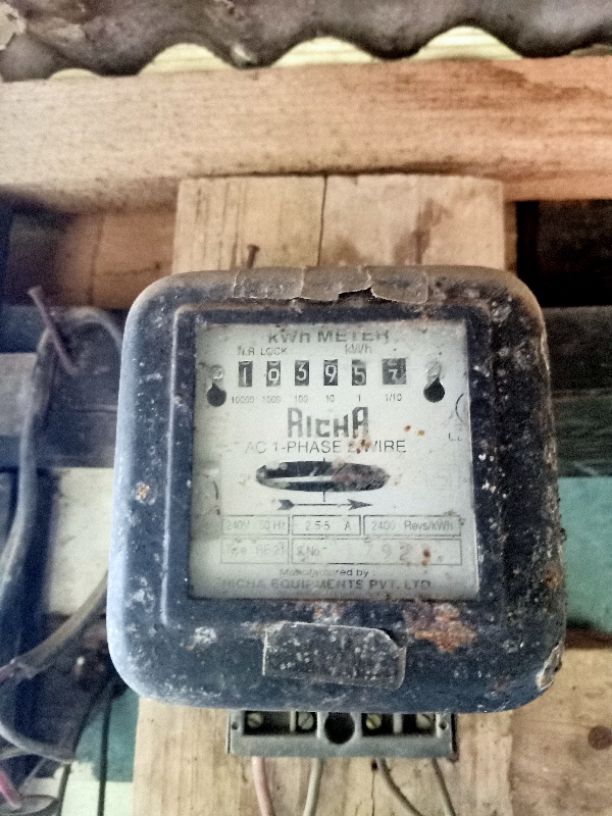 kWh METER
N.R. LOCK kWh
1 9 3 9 5 7
10000 1000 100 10 1 1/10
RICHA
AC 1-PHASE 2 WIRE
240V 50 Hz 2.5-5 A 2400 Revs/kWh
Type S.No.
Manufactured by
RICHA EQUIPMENTS PVT. LTD.